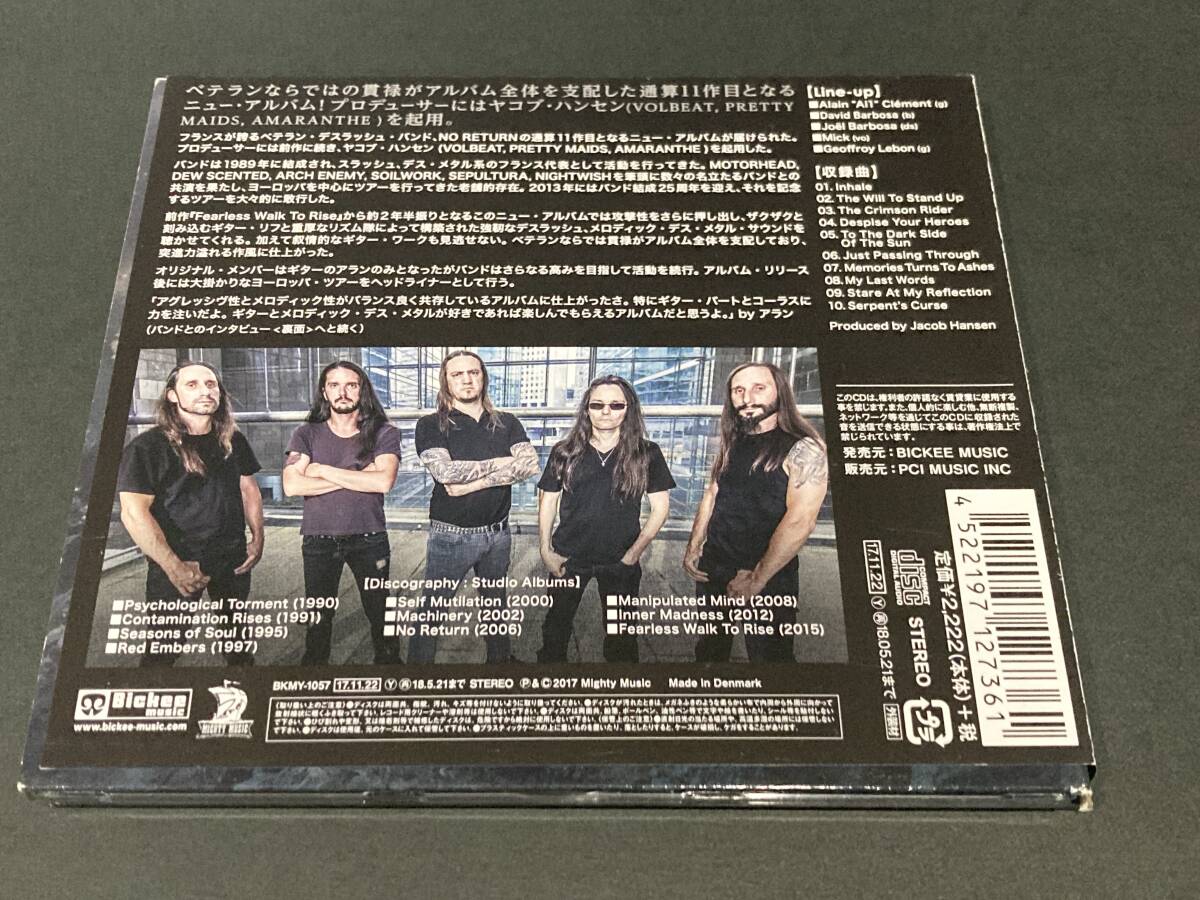 ベテランならではの貫禄がアルバム全体を支配した通算11作目となる
ニュー・アルバム!プロデューサーにはヤコブ・ハンセン(VOLBEAT, PRETTY
MAIDS, AMARANTHE)を起用。
フランスが誇るベテラン・デスラッシュ・バンド、NO RETURNの通算11作目となるニュー・アルバムが届けられた。
プロデューサーには前作に続き、ヤコブ・ハンセン(VOLBEAT, PRETTY MAIDS, AMARANTHE)を起用した。
バンドは1989年に結成され、スラッシュ、デス・メタル系のフランス代表として活動を行ってきた。MOTORHEAD,
DEW SCENTED, ARCH ENEMY, SOILWORK, SEPULTURA, NIGHTWISHを筆頭に数々の名立たるバンドとの
共演を果たし、ヨーロッパを中心にツアーを行ってきた老舗的存在。2013年にはバンド結成25周年を迎え、それを記念
するツアーを大々的に敢行した。
前作『Fearless Walk To Rise』から約2年半振りとなるこのニュー・アルバムでは攻撃性をさらに押し出し、ザクザクと
刻み込むギター・リフと重厚なリズム隊によって構築された強靭なデスラッシュ、メロディック・デス・メタル・サウンドを
聴かせてくれる。加えて叙情的なギター・ワークも見逃せない。ベテランならでは貫禄がアルバム全体を支配しており、
突進力溢れる作風に仕上がった。
オリジナル・メンバーはギターのアランのみとなったがバンドはさらなる高みを目指して活動を続行。アルバム・リリース
後には大掛かりなヨーロッパ・ツアーをヘッドライナーとして行う。
「アグレッシヴ性とメロディック性がバランス良く共存しているアルバムに仕上がったさ。特にギター・パートとコーラスに
力を注いだよ。ギターとメロディック・デス・メタルが好きであれば楽しんでもらえるアルバムだと思うよ。」by アラン
(バンドとのインタビュー<裏面>へと続く)
【Line-up】
■Alain "Al1" Clément (g)
■David Barbosa (b)
■Joël Barbosa (ds)
■Mick (vo)
■Geoffroy Lebon (g)
【収録曲】
01. Inhale
02. The Will To Stand Up
03. The Crimson Rider
04. Despise Your Heroes
05. To The Dark Side
Of The Sun
06. Just Passing Through
07. Memories Turns To Ashes
08. My Last Words
09. Stare At My Reflection
10. Serpent's Curse
Produced by Jacob Hansen
このCDは、権利者の許諾なく賃貸業に使用する
事を禁じます。また、個人的に楽しむ他、無断複製、
ネットワーク等を通じてこのCDに収録された
音を送信できる状態にする事は、著作権法上で
禁じられています。
発売元:BICKEE MUSIC
販売元:PCI MUSIC INC
【Discography : Studio Albums】
■Psychological Torment (1990)
■Contamination Rises (1991)
■Seasons of Soul (1995)
■Red Embers (1997)
■Self Mutilation (2000)
■Machinery (2002)
■No Return (2006)
■Manipulated Mind (2008)
■Inner Madness (2012)
■Fearless Walk To Rise (2015)
Bickee
music
www.bickee-music.com
MIGHTY MUSIC
BKMY-1057 17.11.22 Ⓨ㊢18.5.21まで STEREO Ⓟ&© 2017 Mighty Music Made in Denmark
17.11.22 Ⓨ㊢18.05.21まで
COMPACT
disc
DIGITAL AUDIO
STEREO
定価¥2,222(本体)+税
外装材
プラ
4 522197 127361